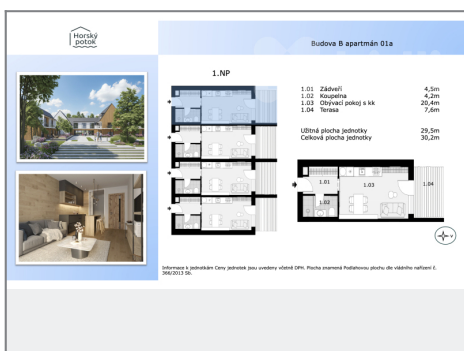 Horský
potok
Budova B apartmán 01a
1.NP
1.01 Zádveří 4,5m
1.02 Koupelna 4,2m
1.03 Obývací pokoj s kk 20,4m
1.04 Terasa 7,6m
Užitná plocha jednotky 29,5m
Celková plocha jednotky 30,2m
1.01
1.03
1.04
1.02
Informace k jednotkám Ceny jednotek jsou uvedeny včetně DPH. Plocha znamená Podlahovou plochu dle vládního nařízení č.
366/2013 Sb.